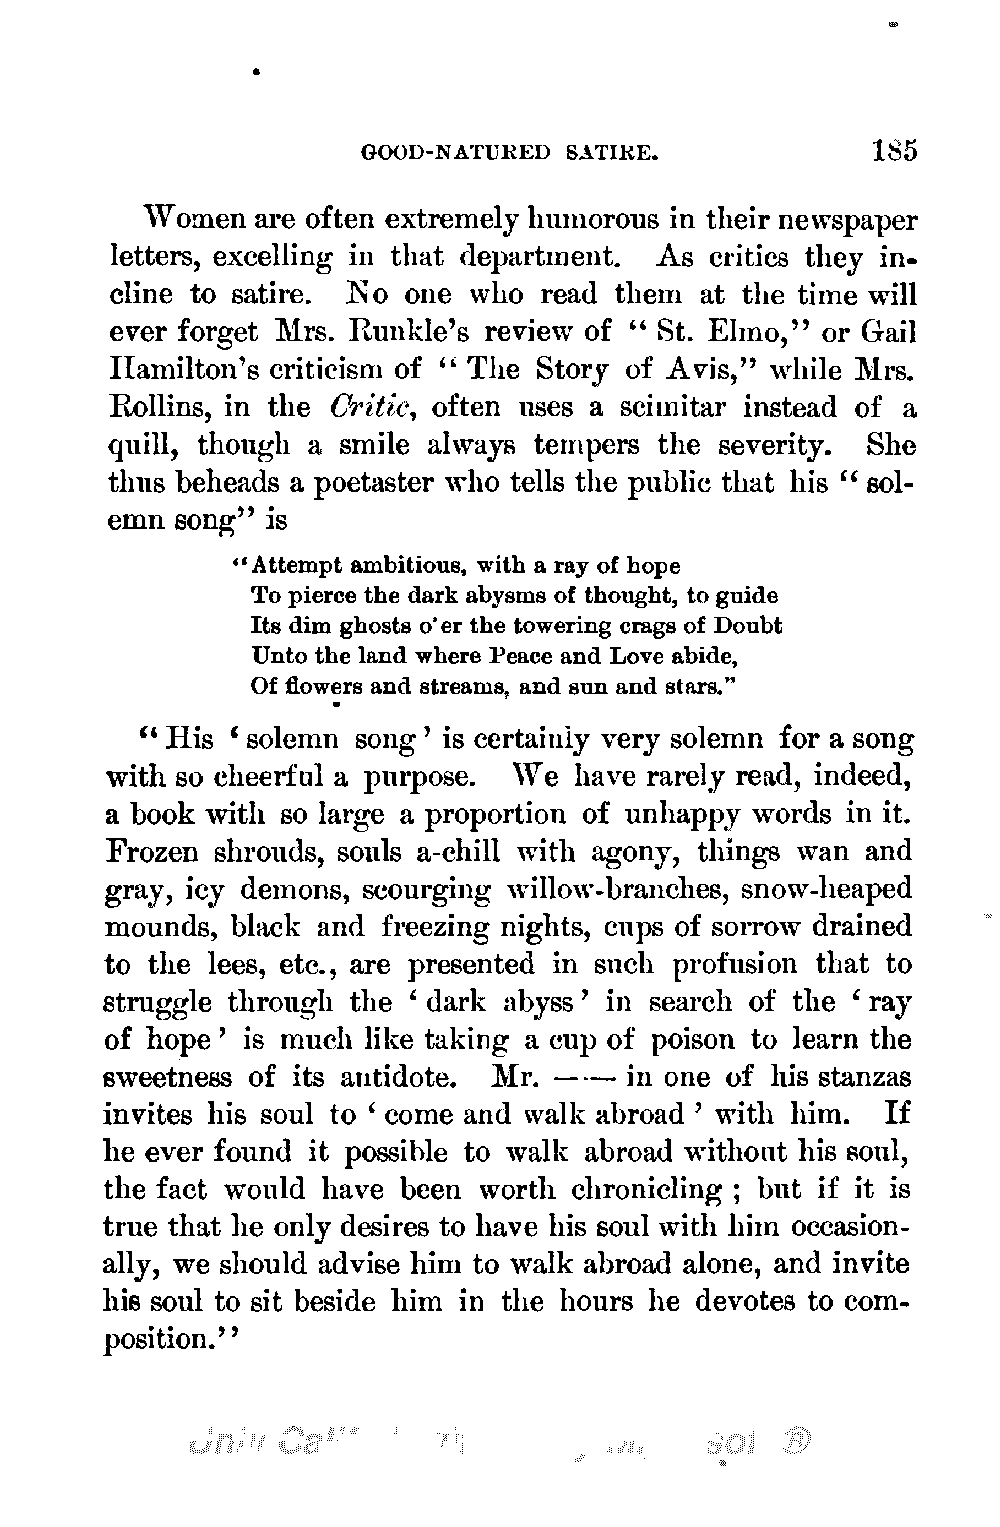 GOOD-NATURED SATIRE. 185
Women are often extremely humorous in their newspaper
letters, excelling in that department. As critics they in-
cline to satire. No one who read them at the time will
ever forget Mrs. Runkle's review of “ St. Elmo,” or Gail
Hamilton's criticism of “ The Story of Avis,” while Mrs.
Rollins, in the Critic, often uses a scimitar instead of a
quill, though a smile always tempers the severity. She
thus beheads a poetaster who tells the public that his “ sol-
emn song” is
“Attempt ambitious, with a ray of hope
To pierce the dark abysms of thought, to guide
Its dim ghosts o'er the towering crags of Doubt
Unto the land where Peace and Love abide,
Of flowers and streams, and sun and stars.”
“ His ‘ solemn song ’ is certainly very solemn for a song
with so cheerful a purpose. We have rarely read, indeed,
a book with so large a proportion of unhappy words in it.
Frozen shrouds, souls a-chill with agony, things wan and
gray, icy demons, scourging willow-branches, snow-heaped
mounds, black and freezing nights, cups of sorrow drained
to the lees, etc., are presented in such profusion that to
struggle through the ‘ dark abyss ’ in search of the ‘ ray
of hope ’ is much like taking a cup of poison to learn the
sweetness of its antidote. Mr. —— in one of his stanzas
invites his soul to ‘ come and walk abroad ’ with him. If
he ever found it possible to walk abroad without his soul,
the fact would have been worth chronicling ; but if it is
true that he only desires to have his soul with him occasion-
ally, we should advise him to walk abroad alone, and invite
his soul to sit beside him in the hours he devotes to com-
position.”